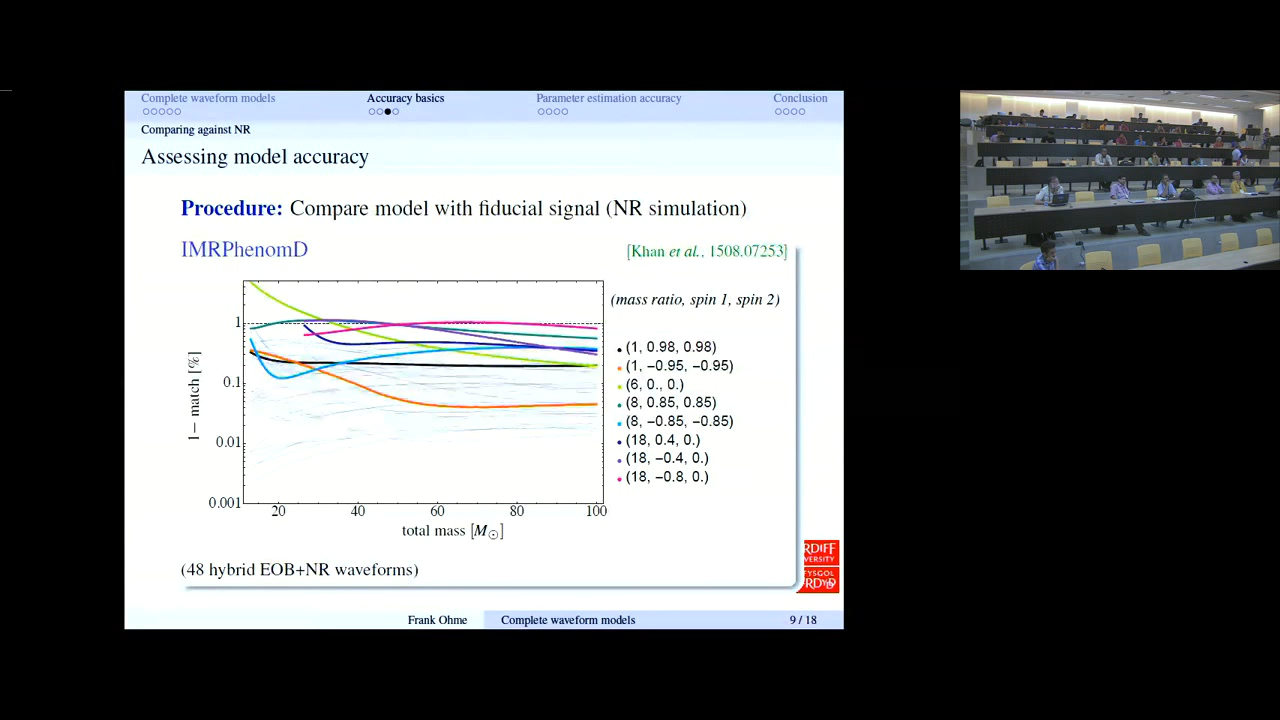 Complete waveform models Accuracy basics Parameter estimation accuracy Conclusion
Comparing against NR
Assessing model accuracy
Procedure: Compare model with fiducial signal (NR simulation)
IMRPhenomD [Khan et al., 1508.07253]
(mass ratio, spin 1, spin 2)
(1, 0.98, 0.98)
(1, −0.95, −0.95)
(6, 0., 0.)
(8, 0.85, 0.85)
(8, −0.85, −0.85)
(18, 0.4, 0.)
(18, −0.4, 0.)
(18, −0.8, 0.)
1− match [%]
1
0.1
0.01
0.001
20 40 60 80 100
total mass [M☉]
(48 hybrid EOB+NR waveforms)
RDIFF
VERSITY
FYSGOL
RDYD
Frank Ohme Complete waveform models 9 / 18